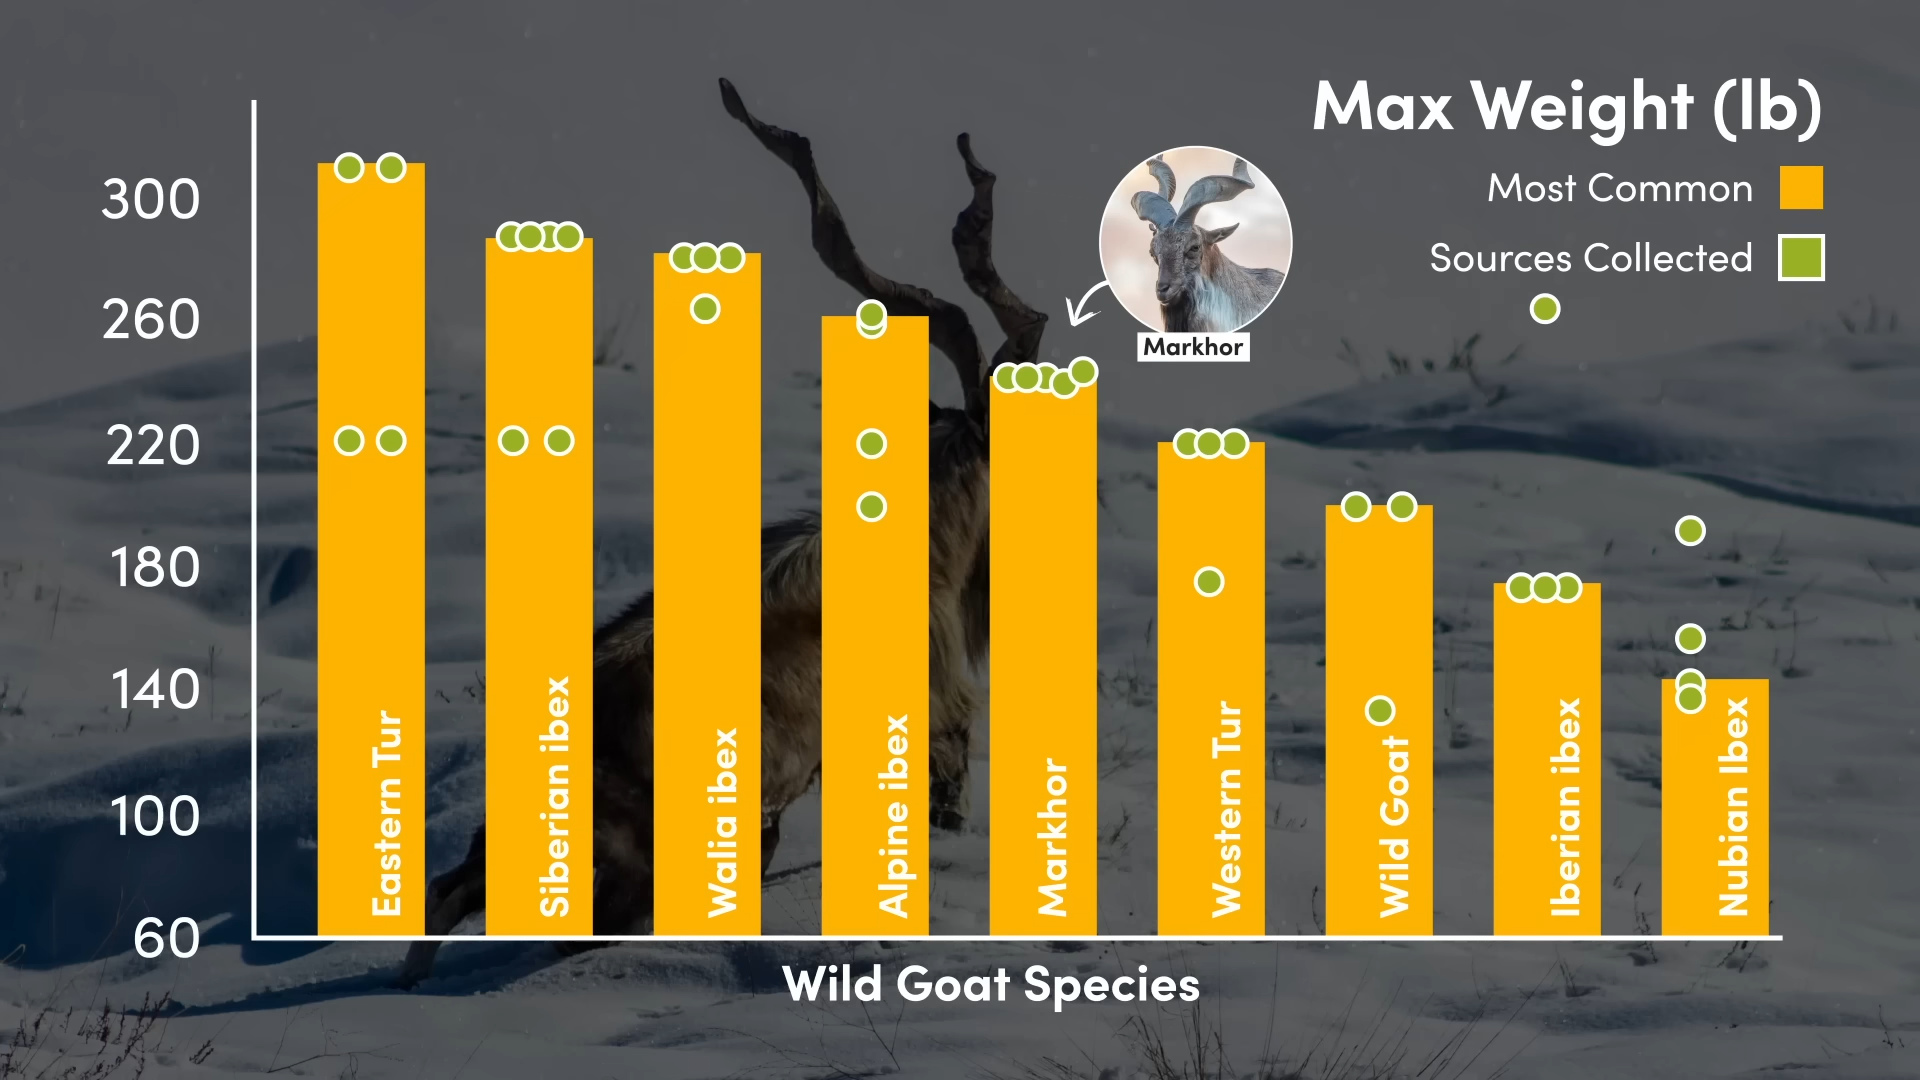 Max Weight (lb)
Most Common
Sources Collected
300
260
220
180
140
100
60
Markhor
Eastern Tur
Siberian ibex
Walia ibex
Alpine ibex
Markhor
Western Tur
Wild Goat
Iberian ibex
Nubian Ibex
Wild Goat Species